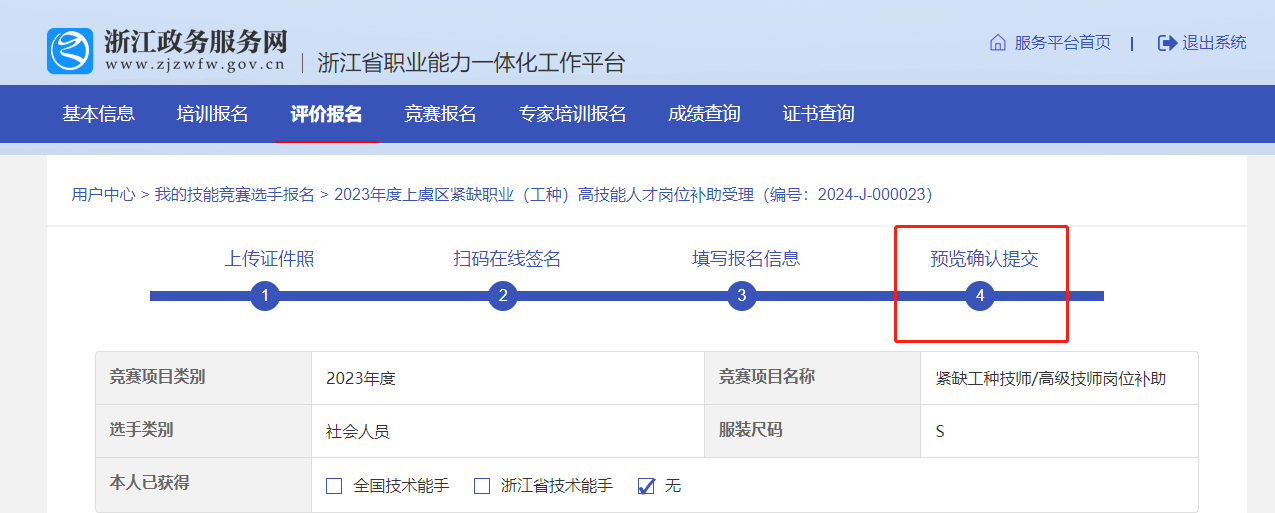 浙江政务服务网
www.zjzwfw.gov.cn
浙江省职业能力一体化工作平台
服务平台首页 | 退出系统
基本信息 培训报名 评价报名 竞赛报名 专家培训报名 成绩查询 证书查询
用户中心 > 我的技能竞赛选手报名 > 2023年度上虞区紧缺职业（工种）高技能人才岗位补助受理（编号：2024-J-000023）
上传证件照 扫码在线签名 填写报名信息 预览确认提交
1 2 3 4
竞赛项目类别 2023年度 竞赛项目名称 紧缺工种技师/高级技师岗位补助
选手类别 社会人员 服装尺码 S
本人已获得 全国技术能手 浙江省技术能手 无